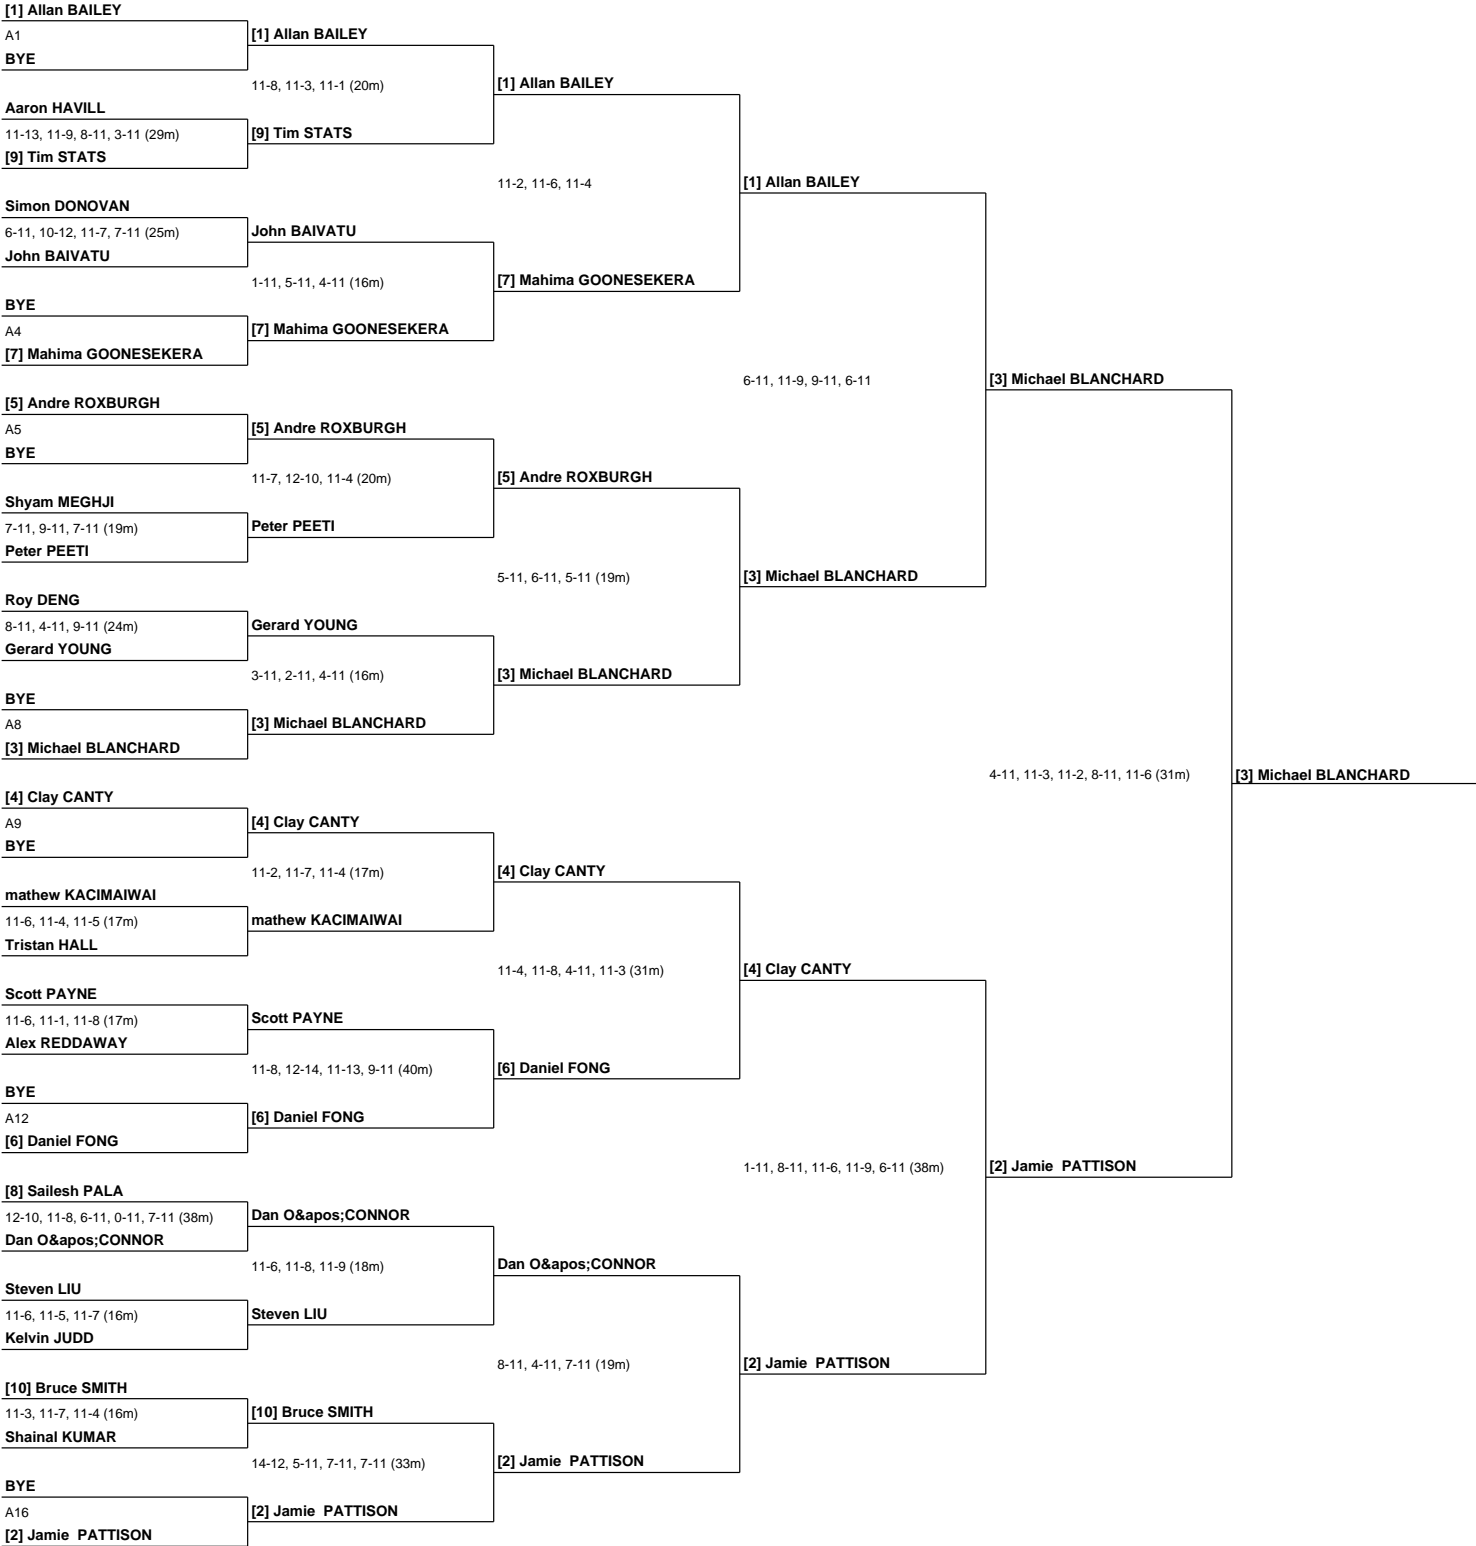 [1] Allan BAILEY
A1
BYE
Aaron HAVILL
11-13, 11-9, 8-11, 3-11 (29m)
[9] Tim STATS
Simon DONOVAN
6-11, 10-12, 11-7, 7-11 (25m)
John BAIVATU
BYE
A4
[7] Mahima GOONESEKERA
[5] Andre ROXBURGH
A5
BYE
Shyam MEGHJI
7-11, 9-11, 7-11 (19m)
Peter PEETI
Roy DENG
8-11, 4-11, 9-11 (24m)
Gerard YOUNG
BYE
A8
[3] Michael BLANCHARD
[4] Clay CANTY
A9
BYE
mathew KACIMAIWAI
11-6, 11-4, 11-5 (17m)
Tristan HALL
Scott PAYNE
11-6, 11-1, 11-8 (17m)
Alex REDDAWAY
BYE
A12
[6] Daniel FONG
[8] Sailesh PALA
12-10, 11-8, 6-11, 0-11, 7-11 (38m)
Dan O&apos;CONNOR
Steven LIU
11-6, 11-5, 11-7 (16m)
Kelvin JUDD
[10] Bruce SMITH
11-3, 11-7, 11-4 (16m)
Shainal KUMAR
BYE
A16
[2] Jamie  PATTISON
[1] Allan BAILEY
11-8, 11-3, 11-1 (20m)
[9] Tim STATS
John BAIVATU
1-11, 5-11, 4-11 (16m)
[7] Mahima GOONESEKERA
[5] Andre ROXBURGH
11-7, 12-10, 11-4 (20m)
Peter PEETI
Gerard YOUNG
3-11, 2-11, 4-11 (16m)
[3] Michael BLANCHARD
[4] Clay CANTY
11-2, 11-7, 11-4 (17m)
mathew KACIMAIWAI
Scott PAYNE
11-8, 12-14, 11-13, 9-11 (40m)
[6] Daniel FONG
Dan O&apos;CONNOR
11-6, 11-8, 11-9 (18m)
Steven LIU
[10] Bruce SMITH
14-12, 5-11, 7-11, 7-11 (33m)
[2] Jamie  PATTISON
[1] Allan BAILEY
11-2, 11-6, 11-4
[7] Mahima GOONESEKERA
[5] Andre ROXBURGH
5-11, 6-11, 5-11 (19m)
[3] Michael BLANCHARD
[4] Clay CANTY
11-4, 11-8, 4-11, 11-3 (31m)
[6] Daniel FONG
Dan O&apos;CONNOR
8-11, 4-11, 7-11 (19m)
[2] Jamie  PATTISON
[1] Allan BAILEY
6-11, 11-9, 9-11, 6-11
[3] Michael BLANCHARD
[4] Clay CANTY
1-11, 8-11, 11-6, 11-9, 6-11 (38m)
[2] Jamie  PATTISON
[3] Michael BLANCHARD
4-11, 11-3, 11-2, 8-11, 11-6 (31m)
[2] Jamie  PATTISON
[3] Michael BLANCHARD